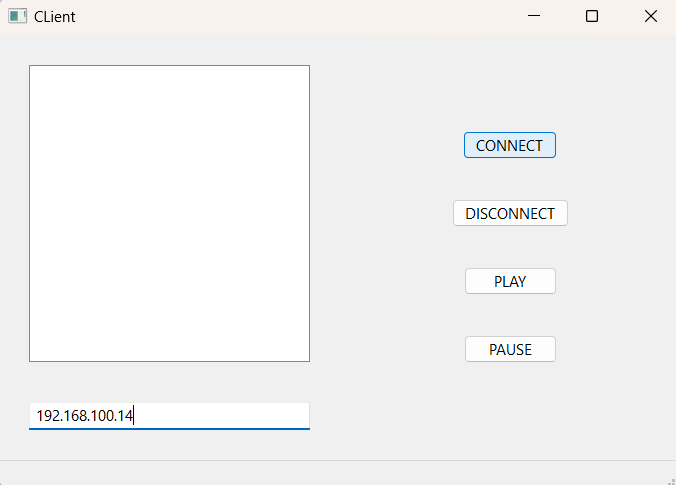 CLient
CONNECT
DISCONNECT
PLAY
PAUSE
192.168.100.14